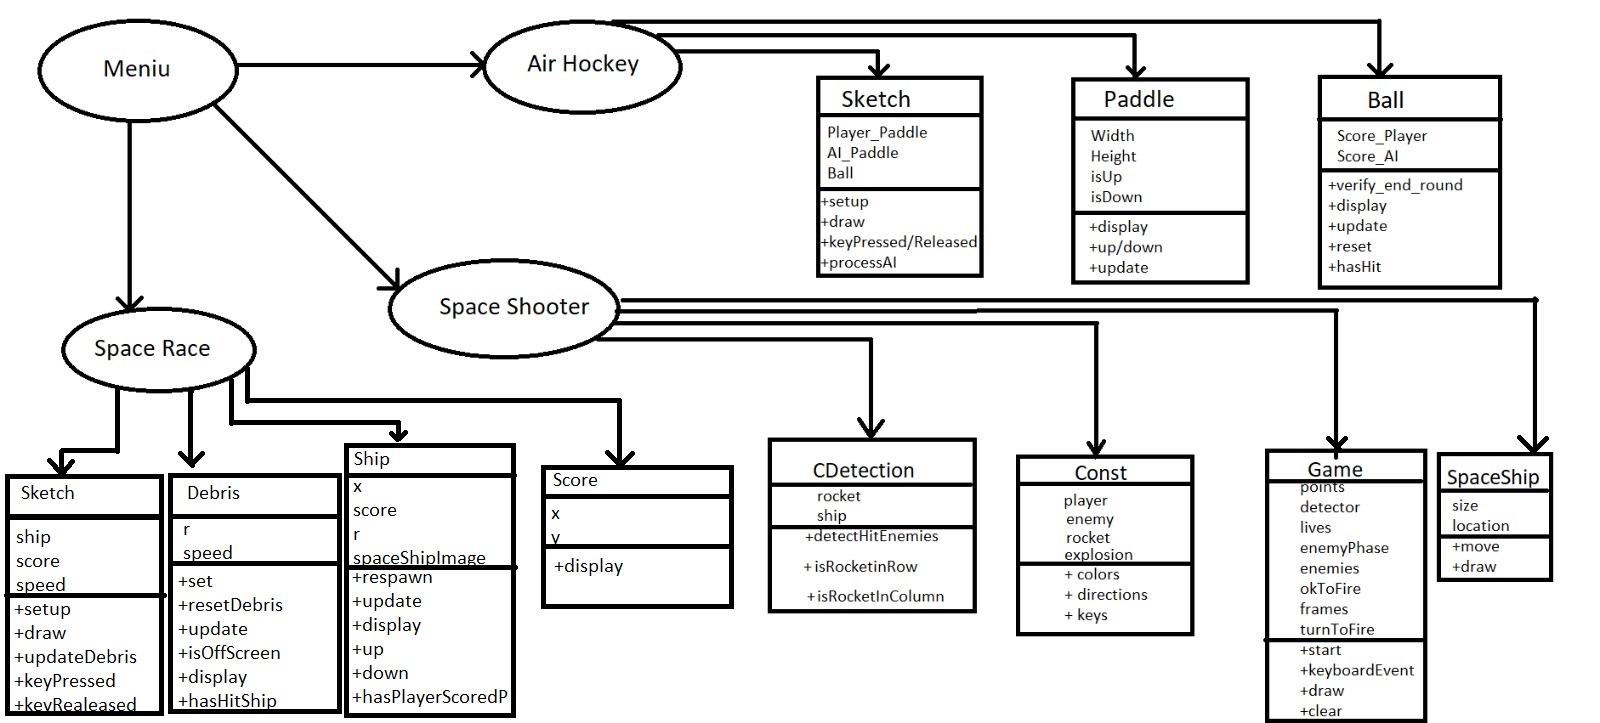 Meniu
Air Hockey
Sketch
Player_Paddle
AI_Paddle
Ball
+setup
+draw
+keyPressed/Released
+processAI
Paddle
Width
Height
isUp
isDown
+display
+up/down
+update
Ball
Score_Player
Score_AI
+verify_end_round
+display
+update
+reset
+hasHit
Space Shooter
Space Race
Sketch
ship
score
speed
+setup
+draw
+updateDebris
+keyPressed
+keyRealeased
Debris
r
speed
+set
+resetDebris
+update
+isOffScreen
+display
+hasHitShip
Ship
x
score
r
spaceShipImage
+respawn
+update
+display
+up
+down
+hasPlayerScoredP
Score
x
y
+display
CDetection
rocket
ship
+detectHitEnemies
+ isRocketinRow
+isRocketInColumn
Const
player
enemy
rocket
explosion
+ colors
+ directions
+ keys
Game
points
detector
lives
enemyPhase
enemies
okToFire
frames
turnToFire
+start
+keyboardEvent
+draw
+clear
SpaceShip
size
location
+move
+draw